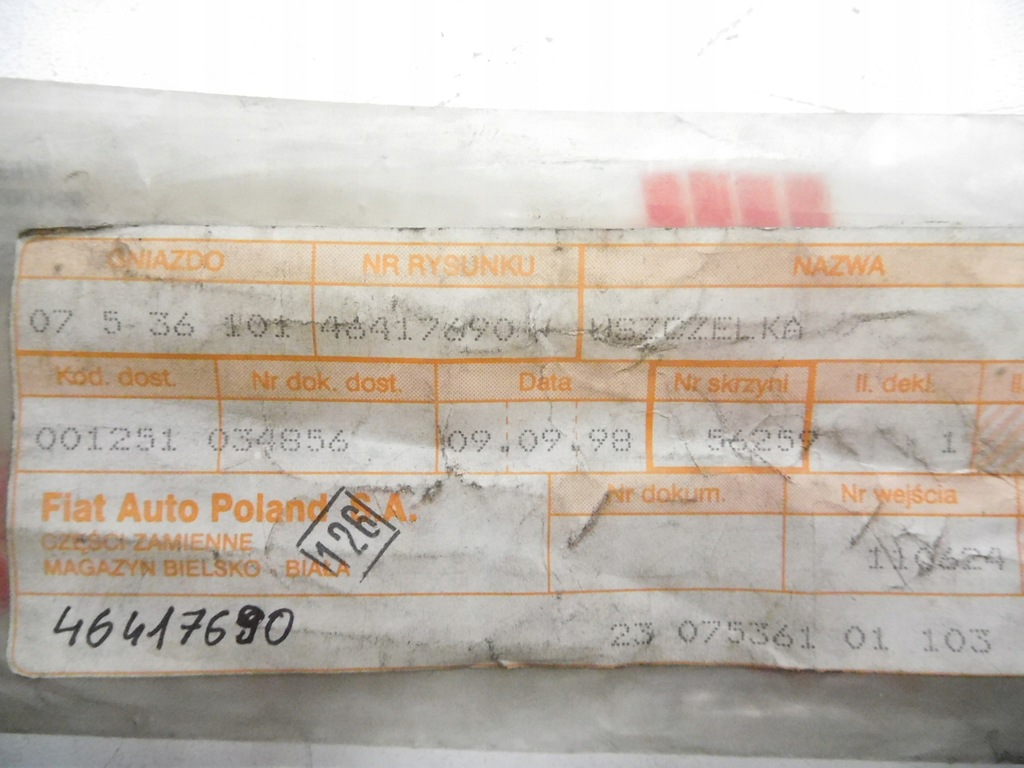 GNIAZDO NR RYSUNKU NAZWA
07 5 36 101 46417690 USZCZELKA
Kod. dost. Nr dok. dost. Data Nr skrzyni Il. dekl.
001251 034856 09.09.98 56259 1
Fiat Auto Poland S.A. Nr dokum. Nr wejścia
CZĘŚCI ZAMIENNE
MAGAZYN BIELSKO - BIAŁA 110624
126
46417690
23 075361 01 103